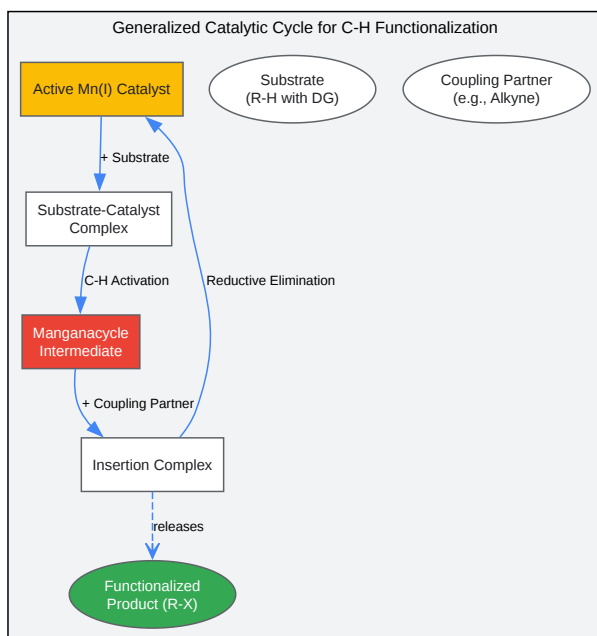 Generalized Catalytic Cycle for C-H Functionalization
Active Mn(I) Catalyst
Substrate
(R-H with DG)
Coupling Partner
(e.g., Alkyne)
+ Substrate
Substrate-Catalyst
Complex
C-H Activation
Reductive Elimination
Manganacycle
Intermediate
+ Coupling Partner
Insertion Complex
releases
Functionalized
Product (R-X)